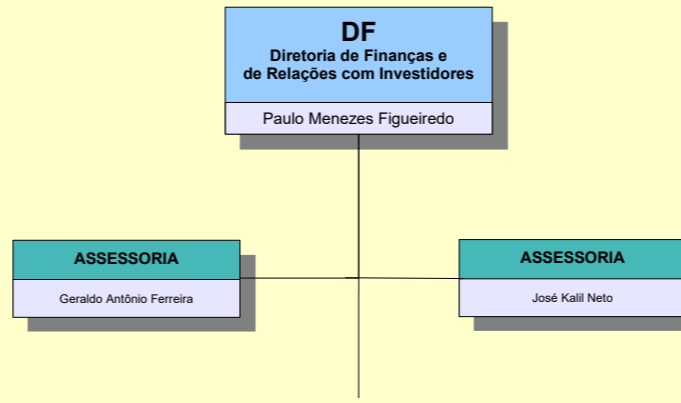 DF
Diretoria de Finanças e
de Relações com Investidores
Paulo Menezes Figueiredo
ASSESSORIA
Geraldo Antônio Ferreira
ASSESSORIA
José Kalil Neto